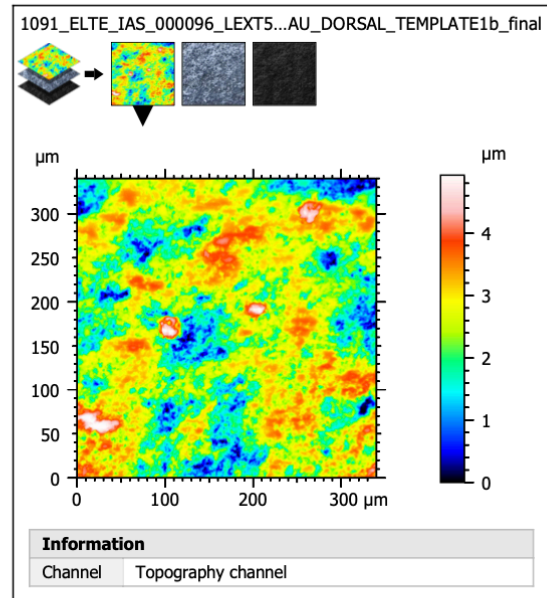 1091_ELTE_IAS_000096_LEXT5...AU_DORSAL_TEMPLATE1b_final
µm
µm
300
250
200
150
100
50
0
0 100 200 300 µm
4
3
2
1
0
Information
Channel Topography channel